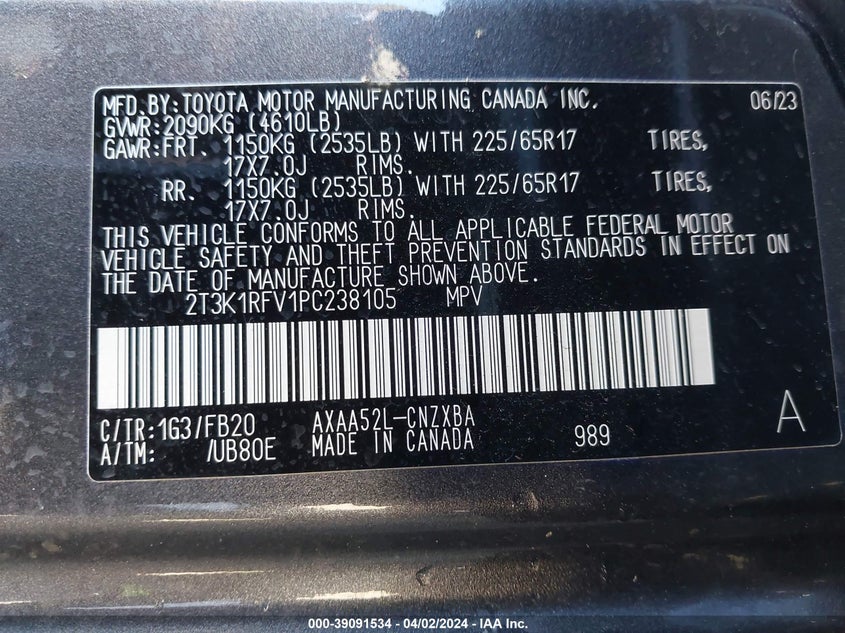 MFD BY:TOYOTA MOTOR MANUFACTURING CANADA INC. 06/23
GVWR:2090KG (4610LB)
GAWR:FRT. 1150KG (2535LB) WITH 225/65R17 TIRES,
17X7.0J RIMS.
RR. 1150KG (2535LB) WITH 225/65R17 TIRES,
17X7.0J RIMS.
THIS VEHICLE CONFORMS TO ALL APPLICABLE FEDERAL MOTOR
VEHICLE SAFETY AND THEFT PREVENTION STANDARDS IN EFFECT ON
THE DATE OF MANUFACTURE SHOWN ABOVE.
2T3K1RFV1PC238105 MPV
C/TR:1G3/FB20 AXAA52L-CNZXBA A
A/TM: /UB80E MADE IN CANADA 989
000-39091534 - 04/02/2024 - IAA Inc.